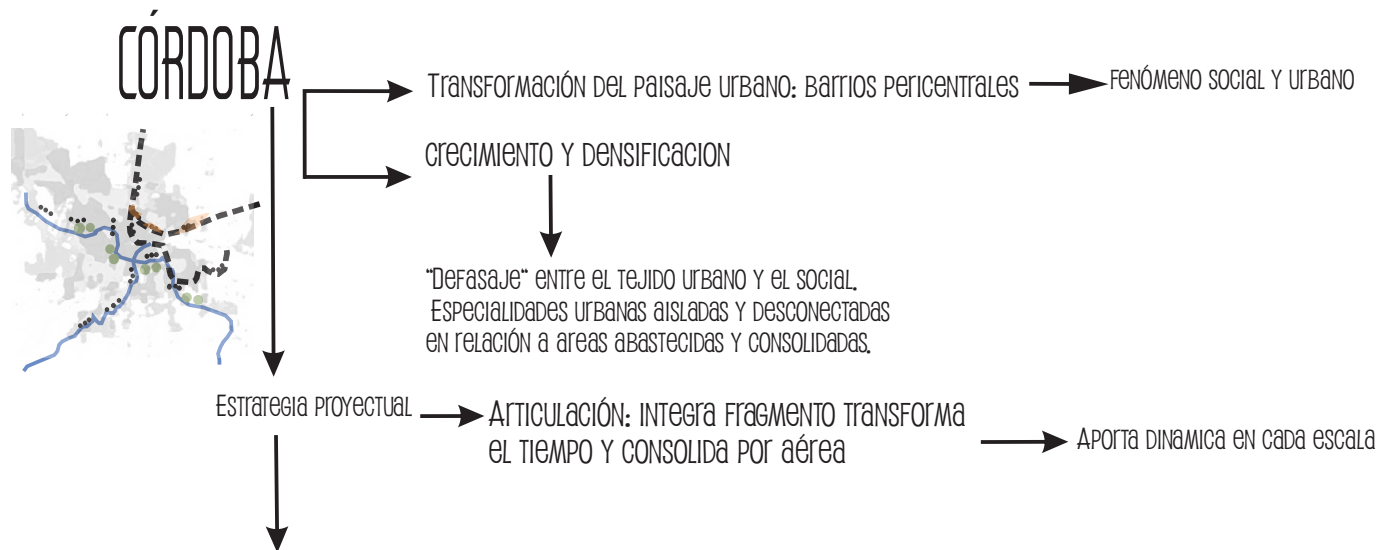 CÓRDOBA
Transformación del paisaje urbano: Barrios pericentrales
Fenómeno social y urbano
crecimiento y densificacion
"Defasaje" entre el tejido urbano y el social.
Especialidades urbanas aisladas y desconectadas
en relación a areas abastecidas y consolidadas.
Estrategia proyectual
Articulación: integra fragmento transforma
el tiempo y consolida por aérea
Aporta dinamica en cada escala